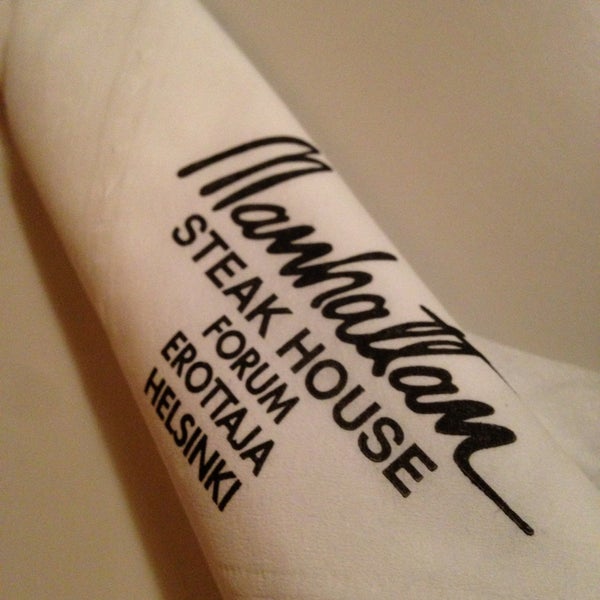 Manhattan
STEAK HOUSE
FORUM
EROTTAJA
HELSINKI